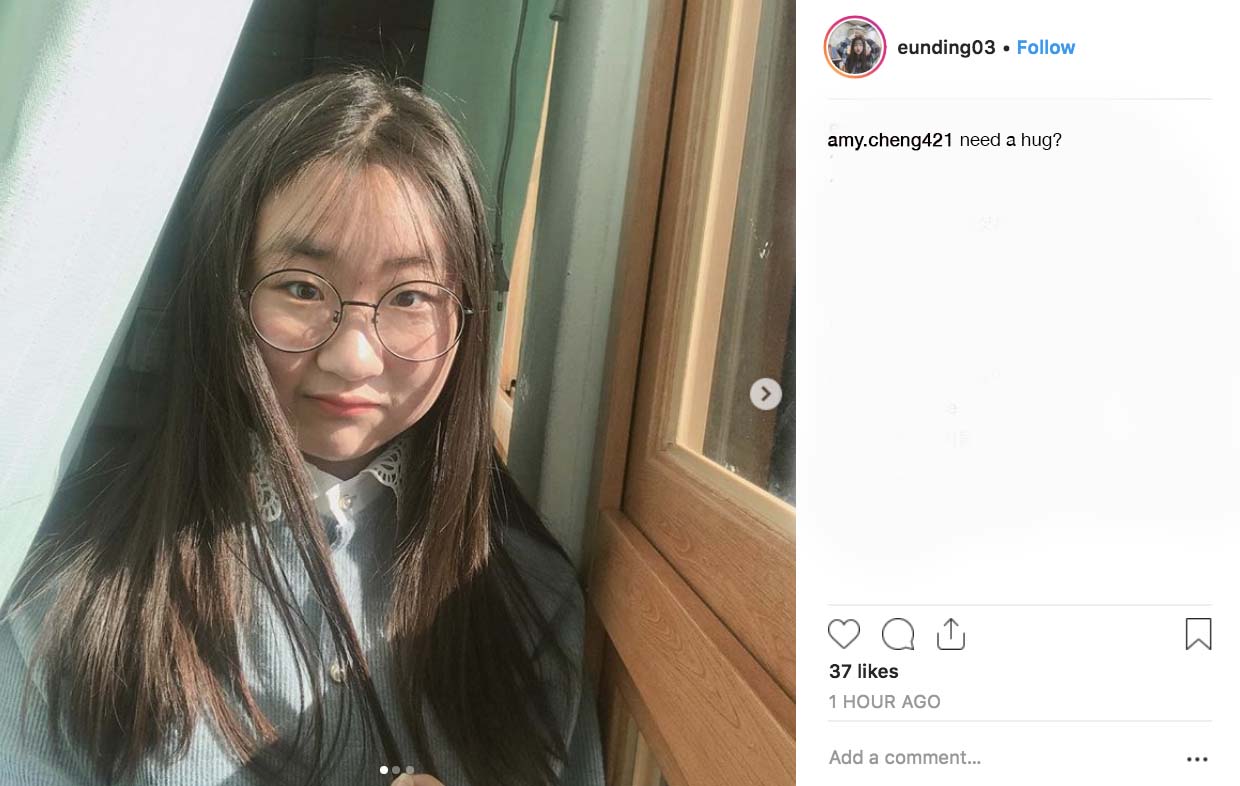 eunding03 • Follow
amy.cheng421 need a hug?
37 likes
1 HOUR AGO
Add a comment...